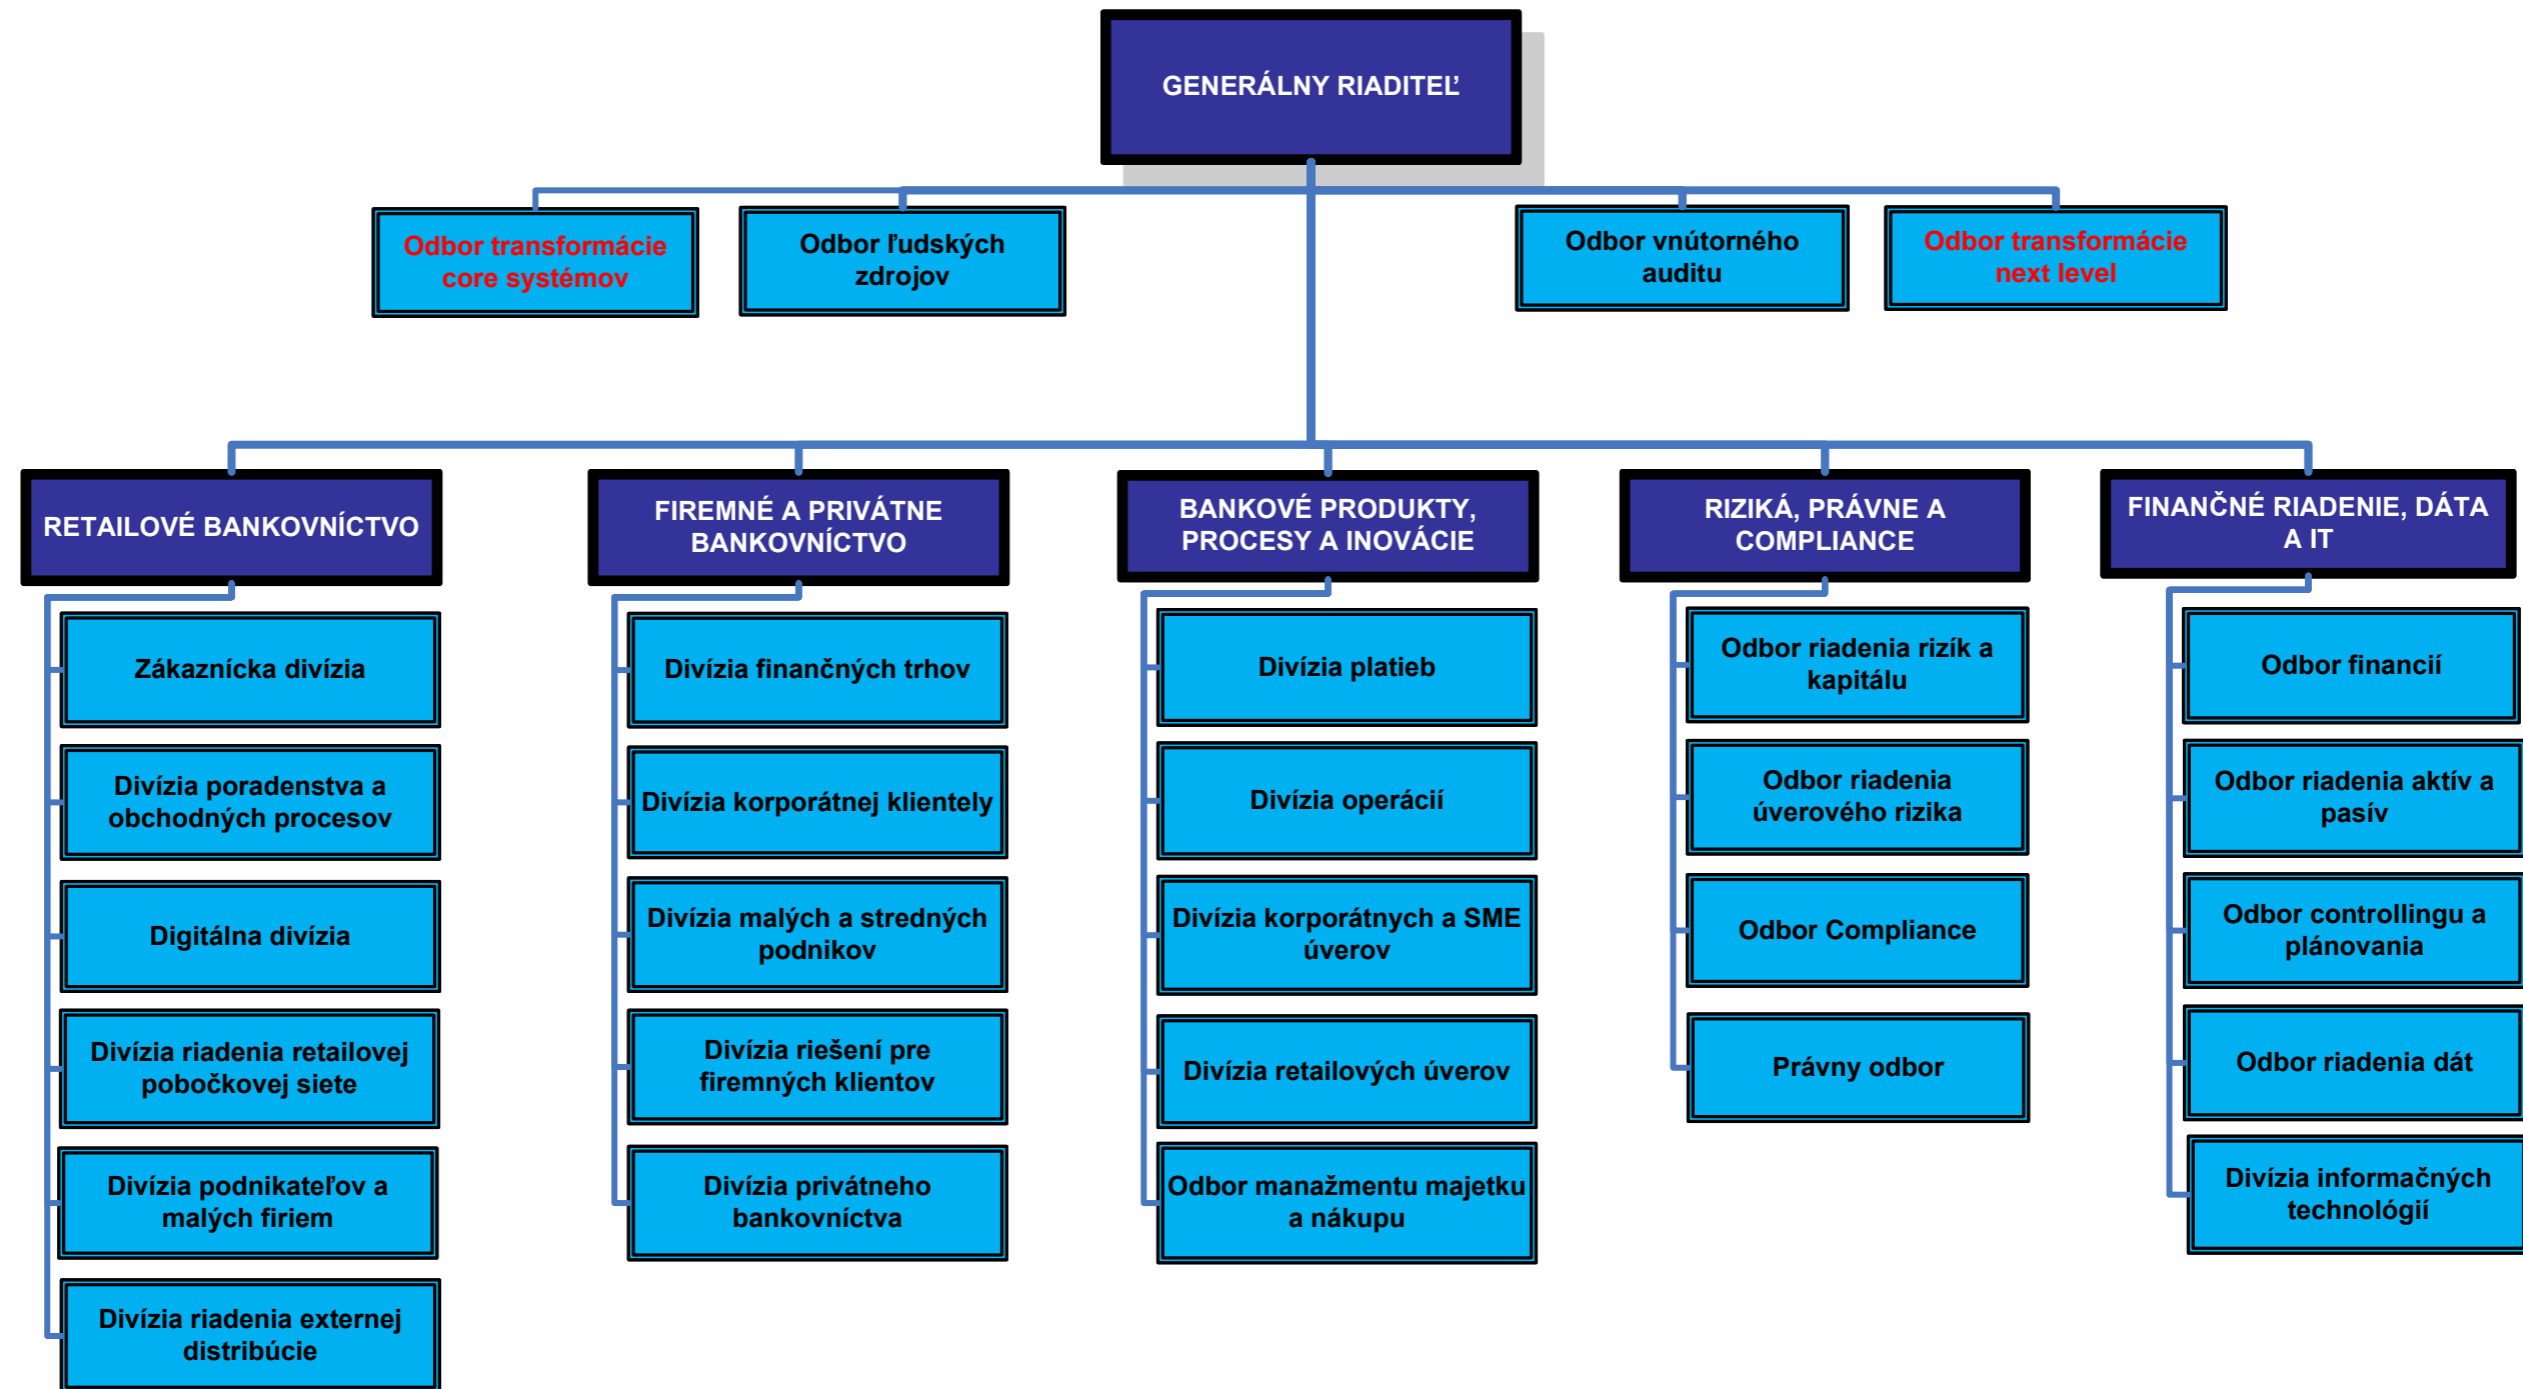 GENERÁLNY RIADITEĽ
Odbor transformácie
core systémov
Odbor ľudských
zdrojov
Odbor vnútorného
auditu
Odbor transformácie
next level
RETAILOVÉ BANKOVNÍCTVO
Zákaznícka divízia
Divízia poradenstva a
obchodných procesov
Digitálna divízia
Divízia riadenia retailovej
pobočkovej siete
Divízia podnikateľov a
malých firiem
Divízia riadenia externej
distribúcie
FIREMNÉ A PRIVÁTNE
BANKOVNÍCTVO
Divízia finančných trhov
Divízia korporátnej klientely
Divízia malých a stredných
podnikov
Divízia riešení pre
firemných klientov
Divízia privátneho
bankovníctva
BANKOVÉ PRODUKTY,
PROCESY A INOVÁCIE
Divízia platieb
Divízia operácií
Divízia korporátnych a SME
úverov
Divízia retailových úverov
Odbor manažmentu majetku
a nákupu
RIZIKÁ, PRÁVNE A
COMPLIANCE
Odbor riadenia rizík a
kapitálu
Odbor riadenia
úverového rizika
Odbor Compliance
Právny odbor
FINANČNÉ RIADENIE, DÁTA
A IT
Odbor financií
Odbor riadenia aktív a
pasív
Odbor controllingu a
plánovania
Odbor riadenia dát
Divízia informačných
technológií